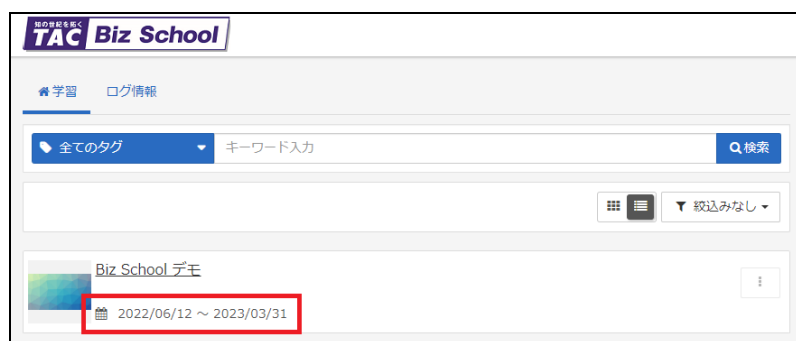 知の世紀を拓く
TAC Biz School
学習 ログ情報
全てのタグ キーワード入力 検索
絞込みなし
Biz School デモ
2022/06/12 ～ 2023/03/31